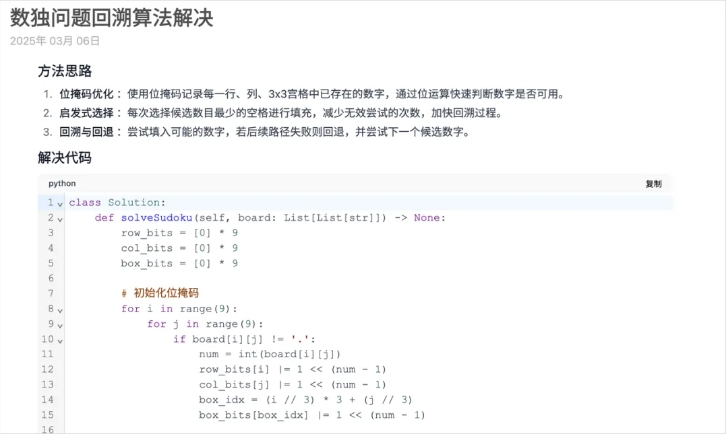 数独问题回溯算法解决
2025年 03月 06日
方法思路
1. 位掩码优化： 使用位掩码记录每一行、列、3x3宫格中已存在的数字，通过位运算快速判断数字是否可用。
2. 启发式选择： 每次选择候选数目最少的空格进行填充，减少无效尝试的次数，加快回溯过程。
3. 回溯与回退： 尝试填入可能的数字，若后续路径失败则回退，并尝试下一个候选数字。
解决代码
python 复制
1 class Solution:
2     def solveSudoku(self, board: List[List[str]]) -> None:
3         row_bits = [0] * 9
4         col_bits = [0] * 9
5         box_bits = [0] * 9
6
7         # 初始化位掩码
8         for i in range(9):
9             for j in range(9):
10                 if board[i][j] != '.':
11                     num = int(board[i][j])
12                     row_bits[i] |= 1 << (num - 1)
13                     col_bits[j] |= 1 << (num - 1)
14                     box_idx = (i // 3) * 3 + (j // 3)
15                     box_bits[box_idx] |= 1 << (num - 1)
16